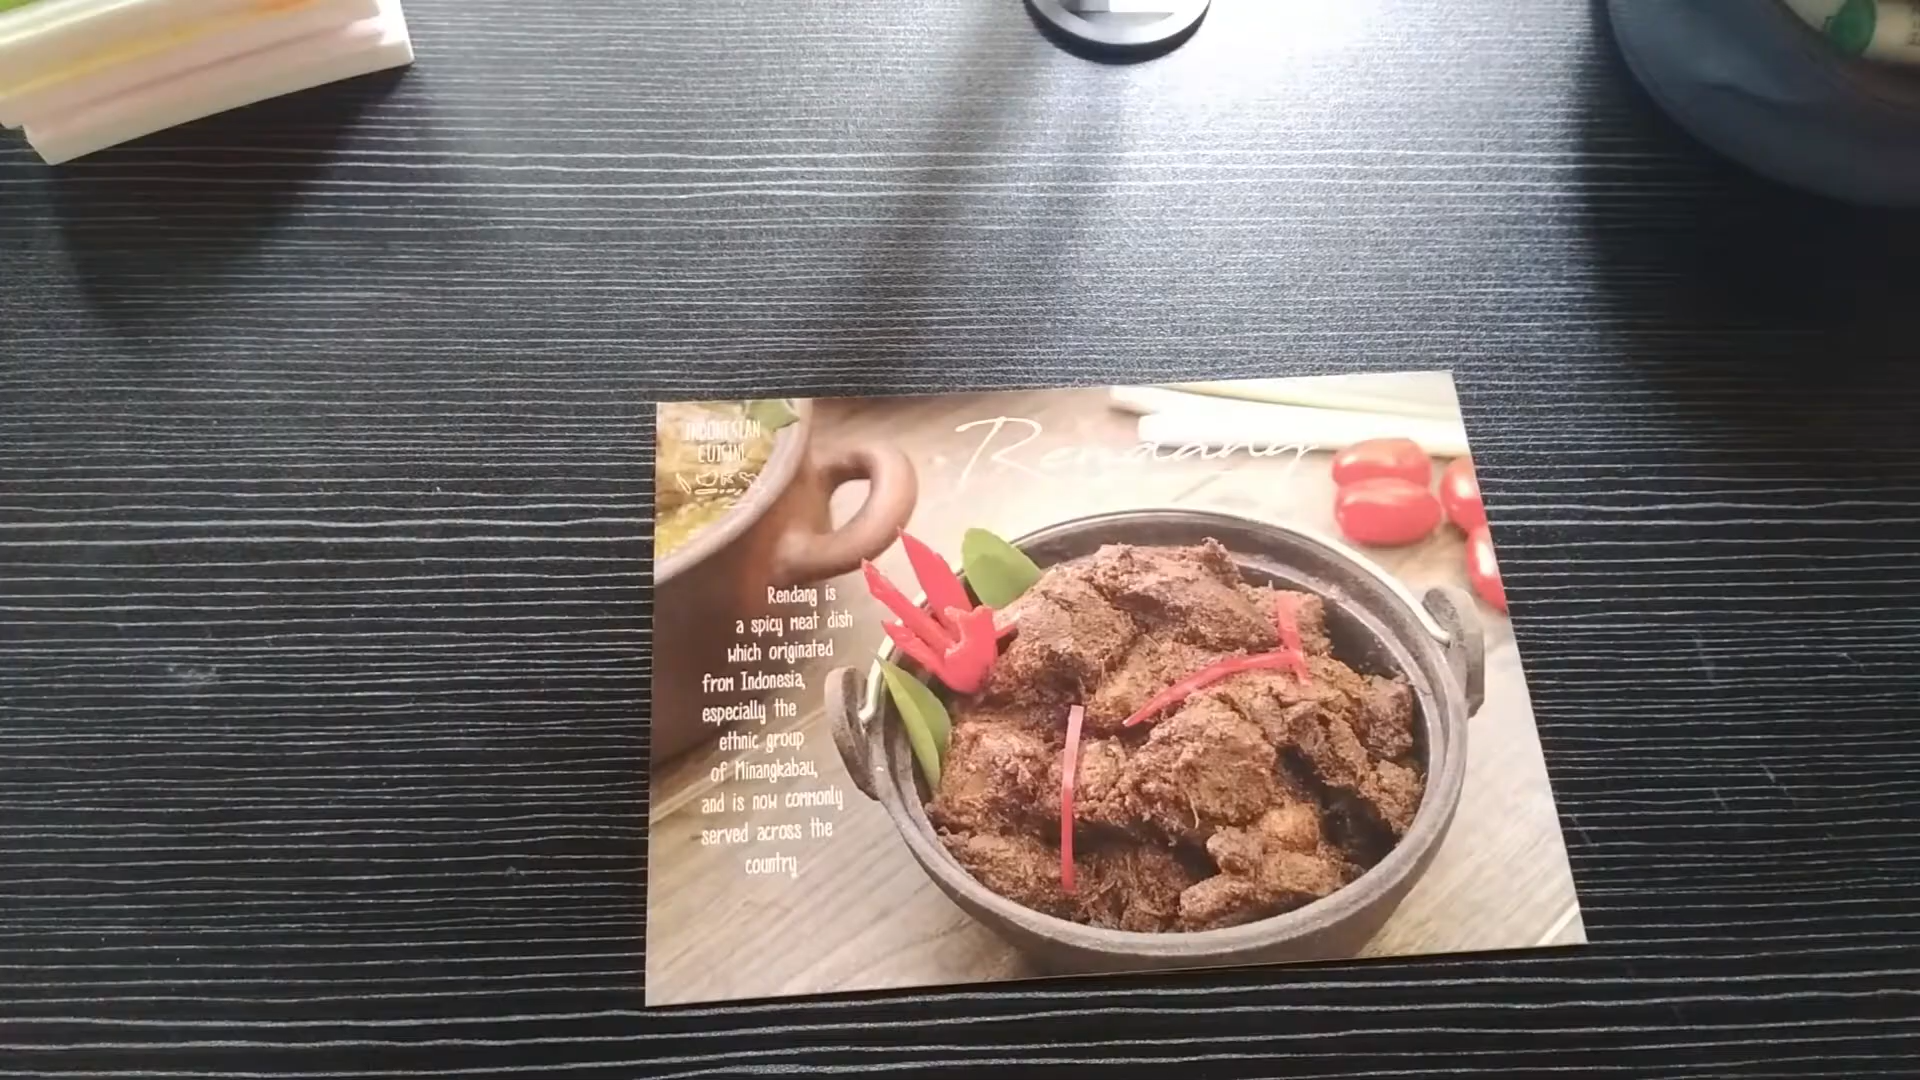 INDONESIAN
CUISINE
Rendang
Rendang is
a spicy meat dish
which originated
from Indonesia,
especially the
ethnic group
of Minangkabau,
and is now commonly
served across the
country